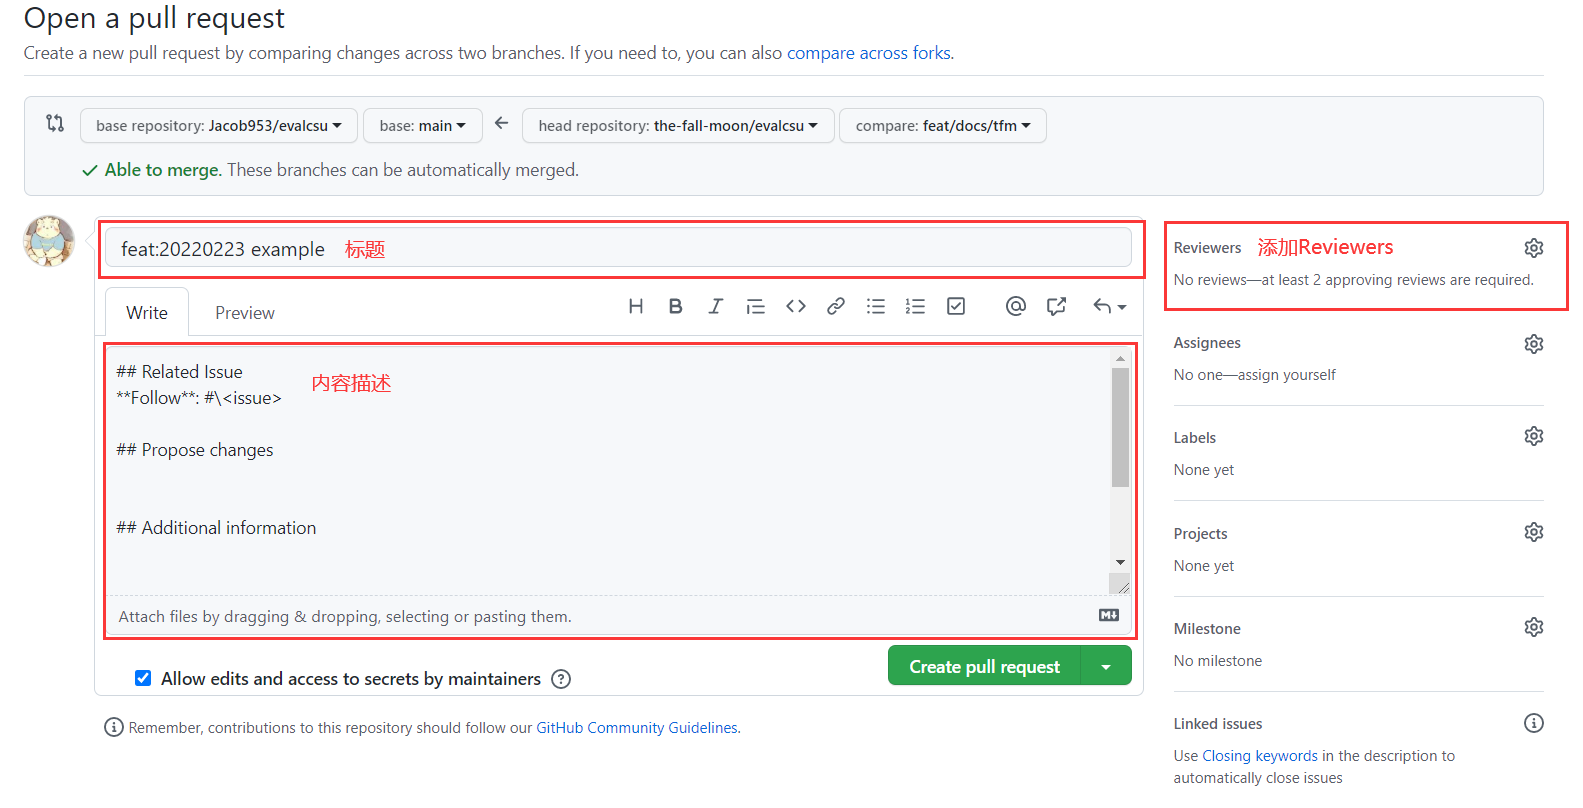 Open a pull request
Create a new pull request by comparing changes across two branches. If you need to, you can also compare across forks.
base repository: Jacob953/evalcsu base: main head repository: the-fall-moon/evalcsu compare: feat/docs/tfm
Able to merge. These branches can be automatically merged.
feat:20220223 example 标题
Write Preview
## Related Issue
**Follow**: #\<issue>
内容描述
## Propose changes
## Additional information
Attach files by dragging & dropping, selecting or pasting them.
Allow edits and access to secrets by maintainers
Create pull request
Remember, contributions to this repository should follow our GitHub Community Guidelines.
Reviewers 添加Reviewers
No reviews—at least 2 approving reviews are required.
Assignees
No one—assign yourself
Labels
None yet
Projects
None yet
Milestone
No milestone
Linked issues
Use Closing keywords in the description to
automatically close issues